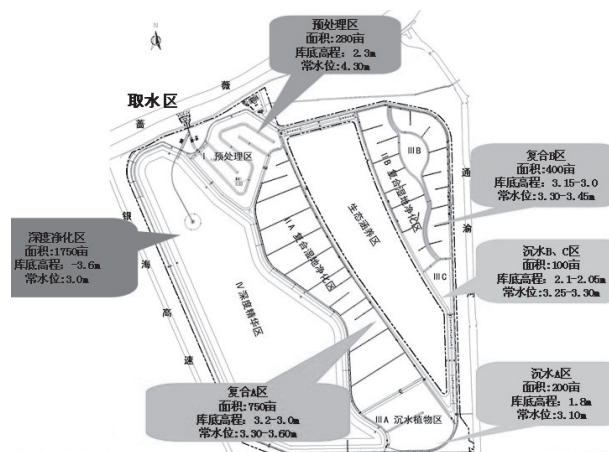 N
预处理区
面积:280亩
库底高程: 2.3m
常水位:4.30m
取水区
蔷
薇
I 预处理区
ⅢB
ⅡB 复合湿地净化区
通
复合B区
面积:400亩
库底高程: 3.15-3.0
常水位:3.30-3.45m
渝
河
银
海
高
速
深度净化区
面积:1750亩
库底高程: -3.6m
常水位:3.0m
生态涵养区
ⅡA 复合湿地净化区
ⅢC
沉水B、C区
面积:100亩
库底高程: 2.1-2.05m
常水位:3.25-3.30m
Ⅳ深度精华区
复合A区
面积:750亩
库底高程: 3.2-3.0m
常水位:3.30-3.60m
ⅢA 沉水植物区
沉水A区
面积:200亩
库底高程: 1.8m
常水位:3.10m